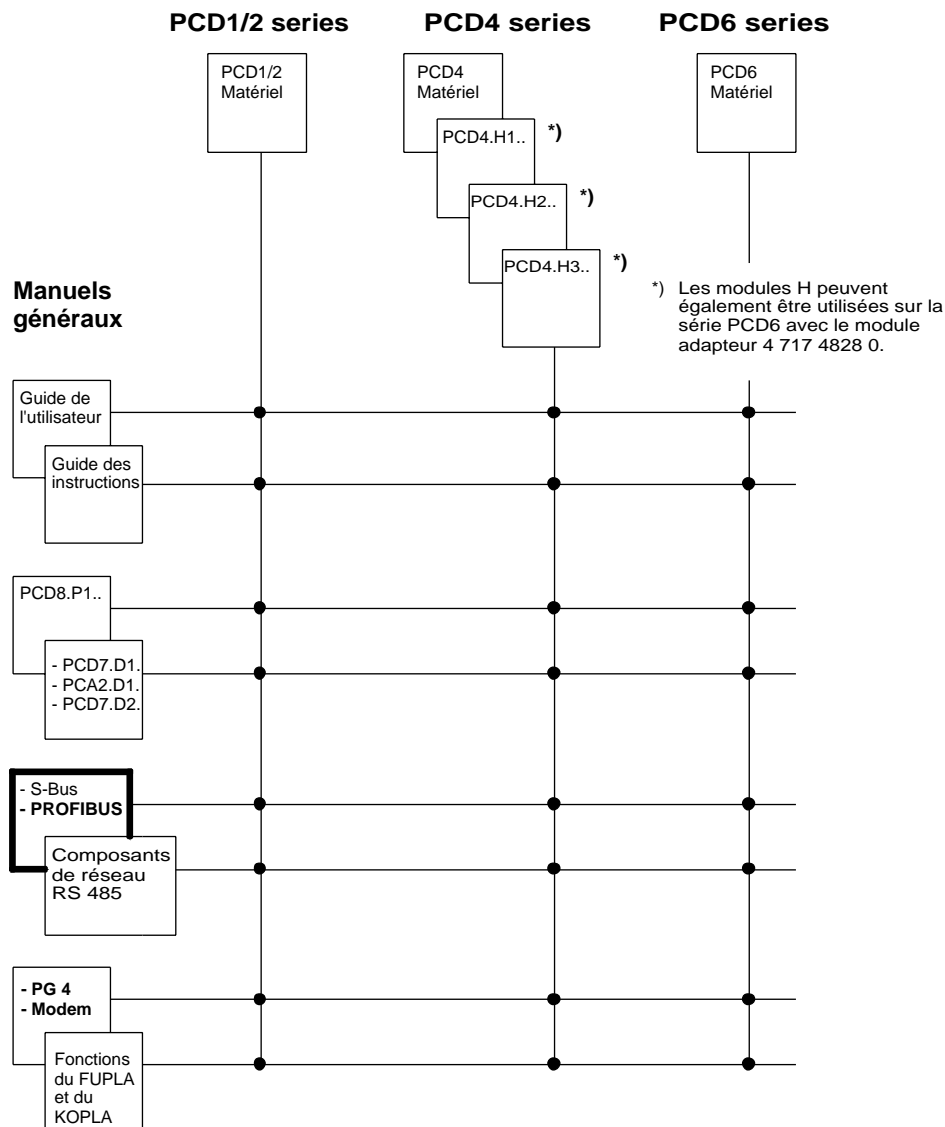 PCD1/2 series
PCD4 series
PCD6 series
PCD1/2
Matériel
PCD4
Matériel
PCD6
Matériel
PCD4.H1..
*)
PCD4.H2..
*)
PCD4.H3..
*)
*) Les modules H peuvent
également être utilisées sur la
série PCD6 avec le module
adapteur 4 717 4828 0.
Manuels
généraux
Guide de
l'utilisateur
Guide des
instructions
PCD8.P1..
- PCD7.D1.
- PCA2.D1.
- PCD7.D2.
- S-Bus
- PROFIBUS
Composants
de réseau
RS 485
- PG 4
- Modem
Fonctions
du FUPLA
et du
KOPLA